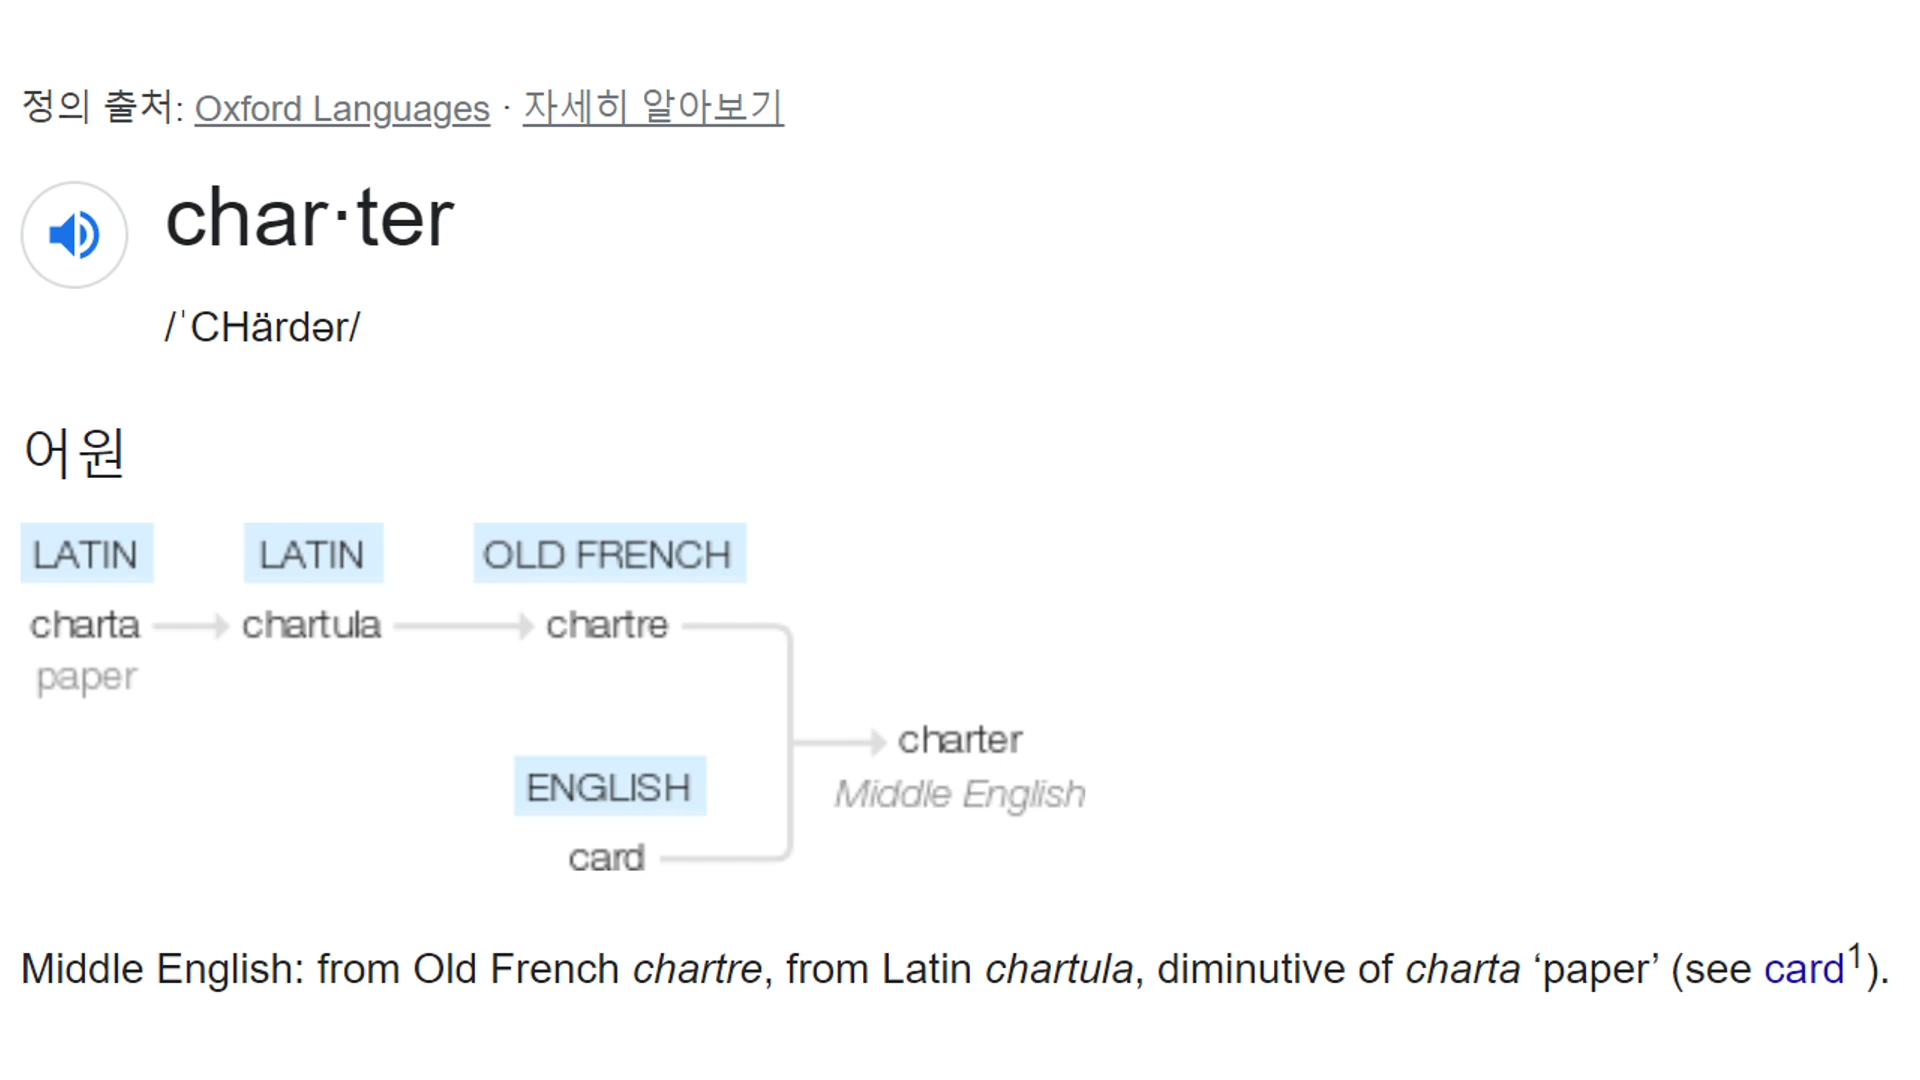 정의 출처: Oxford Languages · 자세히 알아보기
char·ter
/ˈCHärdər/
어원
LATIN LATIN OLD FRENCH
charta chartula chartre
paper
charter
ENGLISH Middle English
card
Middle English: from Old French chartre, from Latin chartula, diminutive of charta ‘paper’ (see card¹).